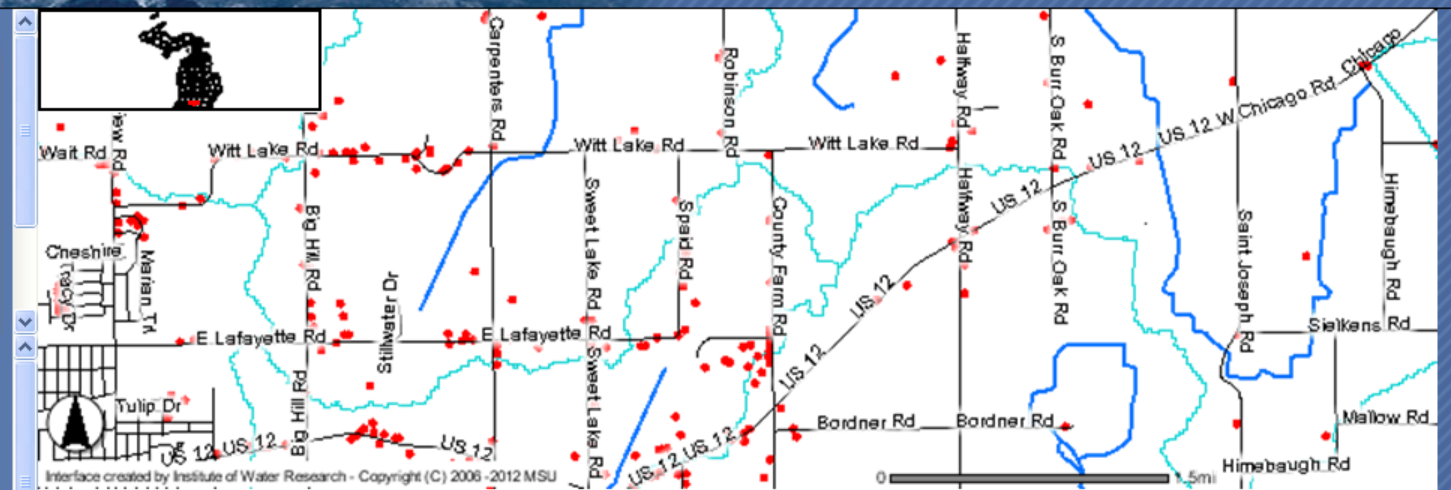 Carpenters Rd
Robinson Rd
Halfway Rd
S Burr Oak Rd
Chicago
US 12 W Chicago Rd
US 12
US 12
Wait Rd
iew Rd
Witt Lake Rd
Witt Lake Rd
Witt Lake Rd
Halfway Rd
S Burr Oak Rd
Himebaugh Rd
Big Hill Rd
Sweet Lake Rd
Spaid Rd
County Farm Rd
Saint Joseph Rd
Cheshire
Tracy Dr
Marian Trl
Stillwater Dr
US 12
E Lafayette Rd
E Lafayette Rd
Sielkens Rd
Sweet Lake Rd
US 12
Big Hill Rd
Tulip Dr
Bordner Rd
Bordner Rd
Mallow Rd
US 12
US 12
US 12
US 12
US 12
Himebaugh Rd
Interface created by Institute of Water Research - Copyright (C) 2006 -2012 MSU
0
1.5mi